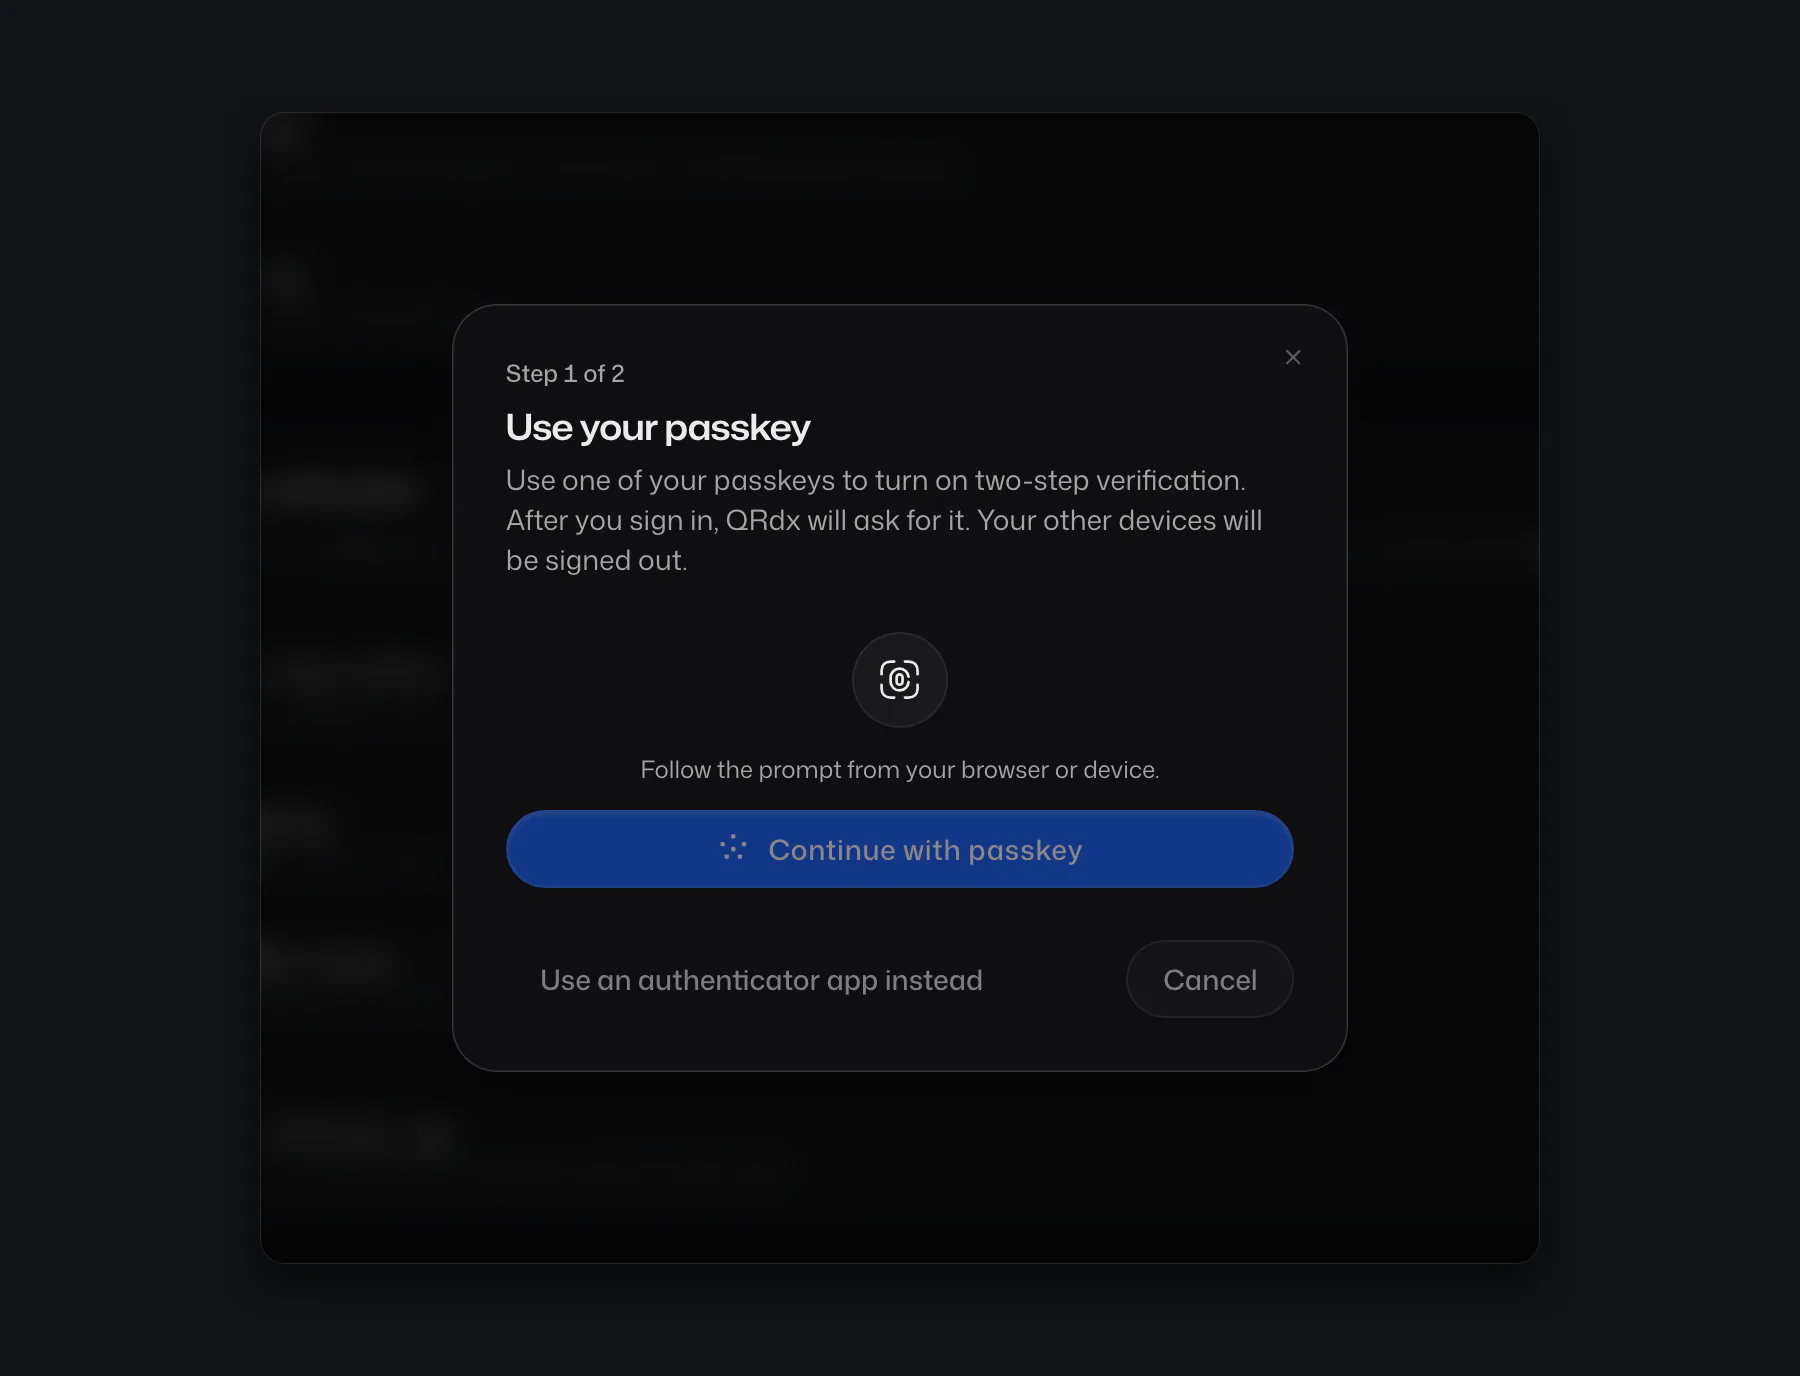 Step 1 of 2
Use your passkey
Use one of your passkeys to turn on two-step verification.
After you sign in, QRdx will ask for it. Your other devices will
be signed out.
Follow the prompt from your browser or device.
Continue with passkey
Use an authenticator app instead
Cancel